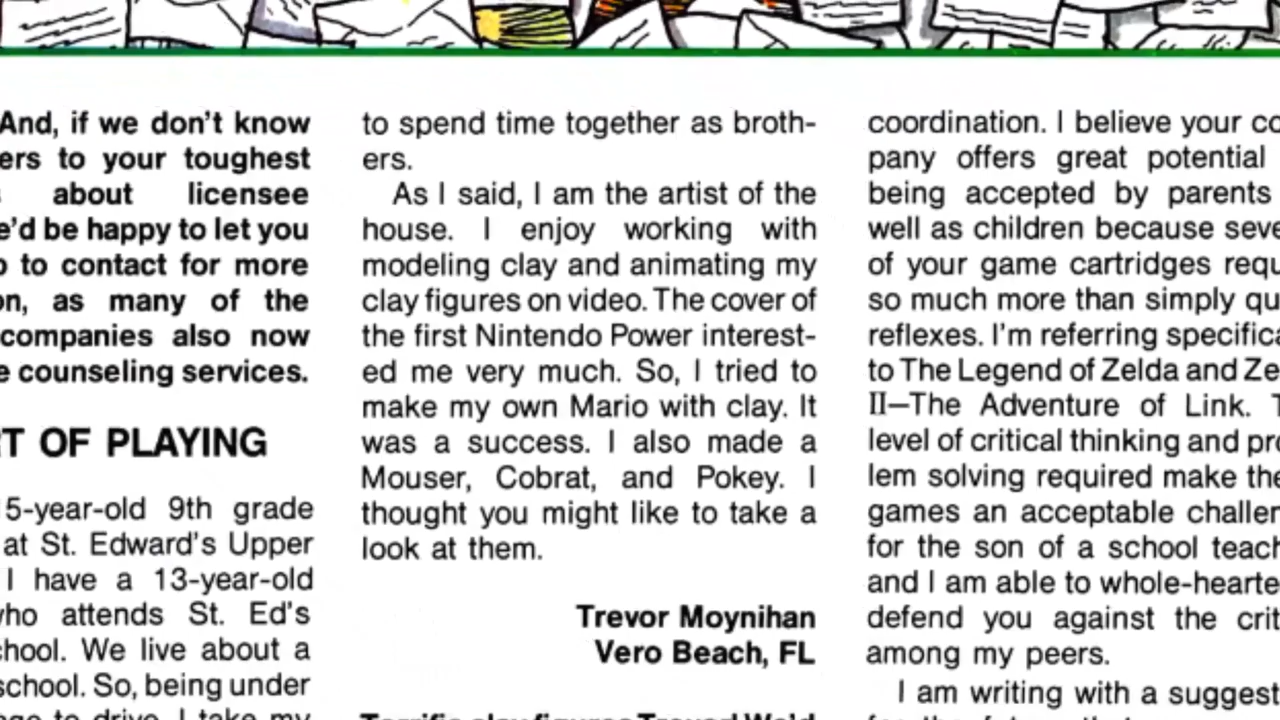 And, if we don't know
ers to your toughest
about licensee
e'd be happy to let you
to contact for more
on, as many of the
companies also now
e counseling services.
RT OF PLAYING
5-year-old 9th grade
at St. Edward's Upper
I have a 13-year-old
who attends St. Ed's
chool. We live about a
school. So, being under
to drive, I take my
to spend time together as broth-
ers.
As I said, I am the artist of the
house. I enjoy working with
modeling clay and animating my
clay figures on video. The cover of
the first Nintendo Power interest-
ed me very much. So, I tried to
make my own Mario with clay. It
was a success. I also made a
Mouser, Cobrat, and Pokey. I
thought you might like to take a
look at them.
Trevor Moynihan
Vero Beach, FL
Terrific clay figures Trevor! We'd
coordination. I believe your co
pany offers great potential
being accepted by parents
well as children because seve
of your game cartridges requ
so much more than simply qu
reflexes. I'm referring specifica
to The Legend of Zelda and Ze
II—The Adventure of Link. T
level of critical thinking and pro
lem solving required make the
games an acceptable challen
for the son of a school teach
and I am able to whole-hearte
defend you against the crit
among my peers.
I am writing with a suggest